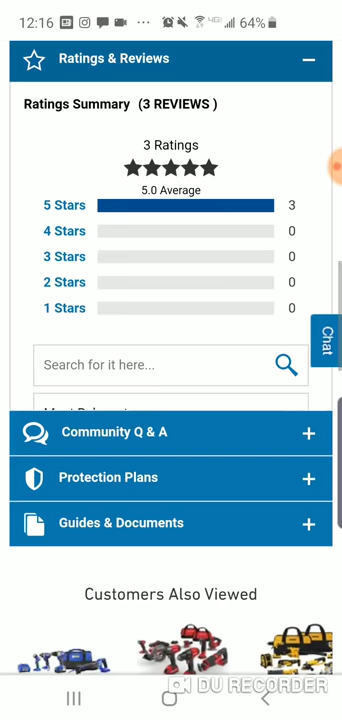 12:16 64%
Ratings & Reviews
Ratings Summary (3 REVIEWS )
3 Ratings
5.0 Average
5 Stars 3
4 Stars 0
3 Stars 0
2 Stars 0
1 Stars 0
Chat
Search for it here...
Community Q & A
Protection Plans
Guides & Documents
Customers Also Viewed
DU RECORDER